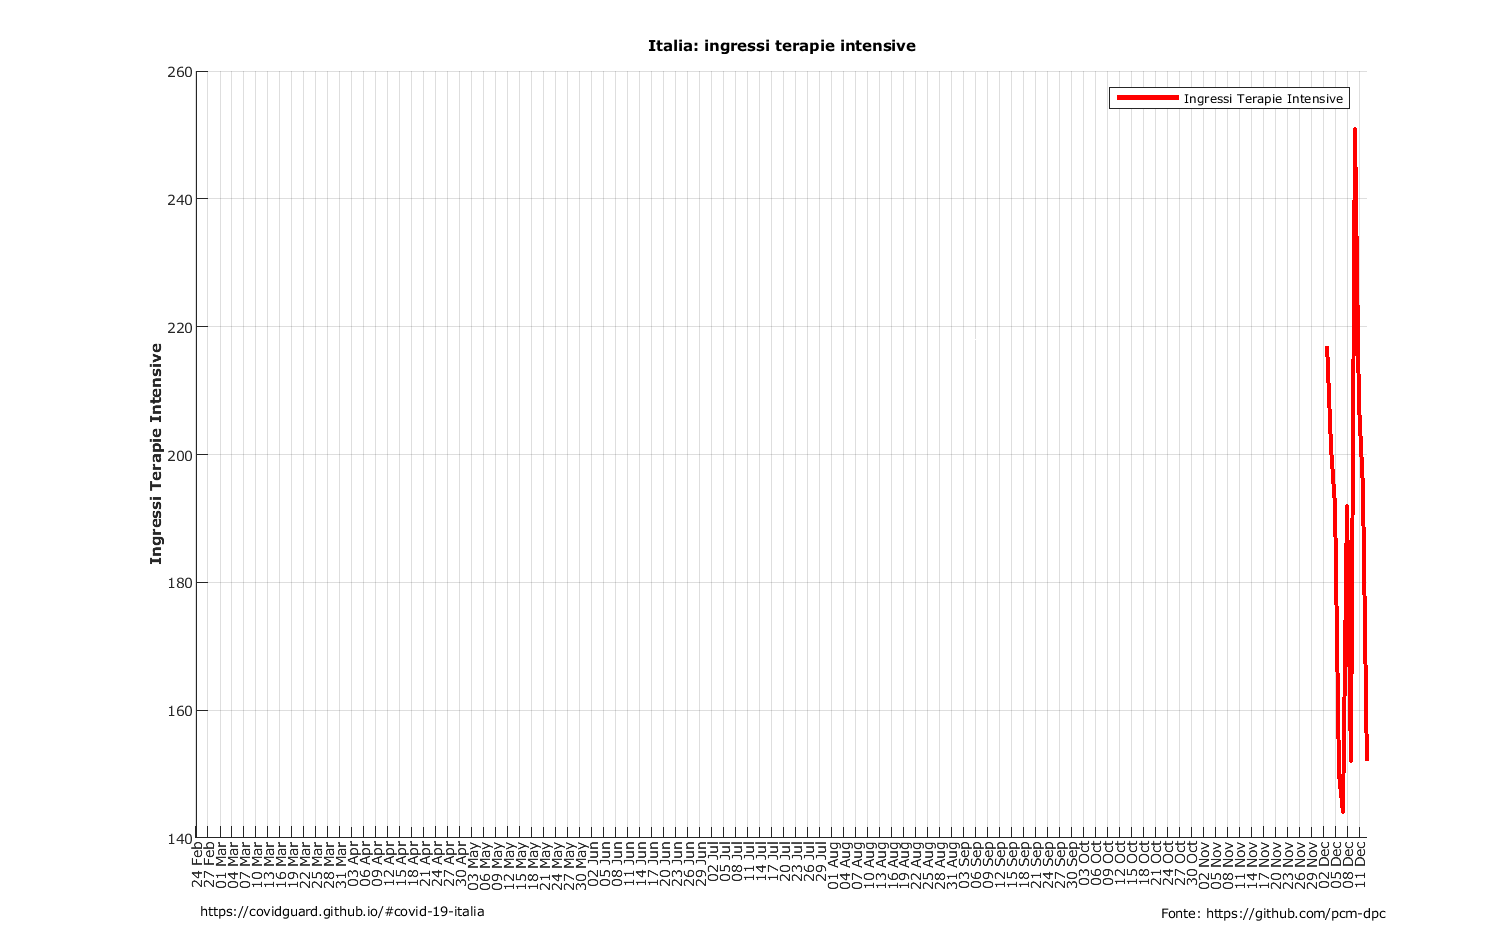 Italia: ingressi terapie intensive
Ingressi Terapie Intensive
260
240
220
200
180
160
140
Ingressi Terapie Intensive
24 Feb
27 Feb
01 Mar
04 Mar
07 Mar
10 Mar
13 Mar
16 Mar
19 Mar
22 Mar
25 Mar
28 Mar
31 Mar
03 Apr
06 Apr
09 Apr
12 Apr
15 Apr
18 Apr
21 Apr
24 Apr
27 Apr
30 Apr
03 May
06 May
09 May
12 May
15 May
18 May
21 May
24 May
27 May
30 May
02 Jun
05 Jun
08 Jun
11 Jun
14 Jun
17 Jun
20 Jun
23 Jun
26 Jun
29 Jun
02 Jul
05 Jul
08 Jul
11 Jul
14 Jul
17 Jul
20 Jul
23 Jul
26 Jul
29 Jul
01 Aug
04 Aug
07 Aug
10 Aug
13 Aug
16 Aug
19 Aug
22 Aug
25 Aug
28 Aug
31 Aug
03 Sep
06 Sep
09 Sep
12 Sep
15 Sep
18 Sep
21 Sep
24 Sep
27 Sep
30 Sep
03 Oct
06 Oct
09 Oct
12 Oct
15 Oct
18 Oct
21 Oct
24 Oct
27 Oct
30 Oct
02 Nov
05 Nov
08 Nov
11 Nov
14 Nov
17 Nov
20 Nov
23 Nov
26 Nov
29 Nov
02 Dec
05 Dec
08 Dec
11 Dec
https://covidguard.github.io/#covid-19-italia
Fonte: https://github.com/pcm-dpc